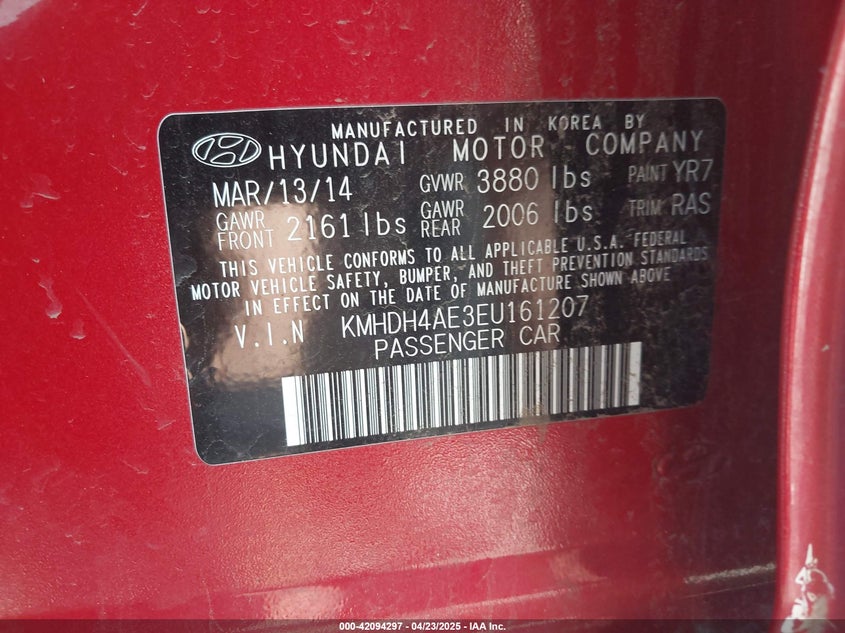 MANUFACTURED IN KOREA BY
HYUNDAI MOTOR COMPANY
MAR/13/14 GVWR 3880 lbs PAINT YR7
GAWR FRONT 2161 lbs GAWR REAR 2006 lbs TRIM RAS
THIS VEHICLE CONFORMS TO ALL APPLICABLE U.S.A. FEDERAL
MOTOR VEHICLE SAFETY, BUMPER, AND THEFT PREVENTION STANDARDS
IN EFFECT ON THE DATE OF MANUFACTURE SHOWN ABOVE
V.I.N KMHDH4AE3EU161207
PASSENGER CAR
000-42094297 - 04/23/2025 - IAA Inc.